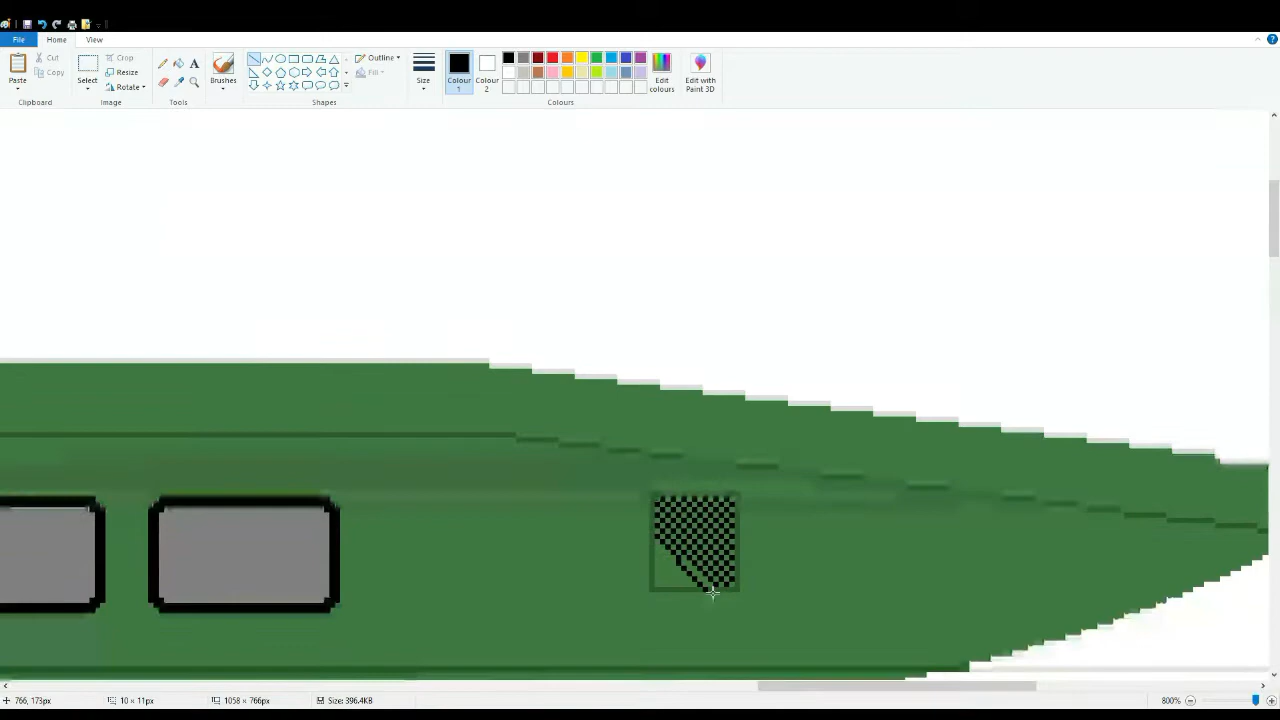 File Home View
Paste
Cut
Copy
Clipboard
Select
Crop
Resize
Rotate
Image
Tools
Brushes
Shapes
Outline
Fill
Size
Colour 1
Colour 2
Edit colours
Edit with Paint 3D
Colours
766, 173px 10 × 11px 1058 × 766px Size: 396.4KB 800%